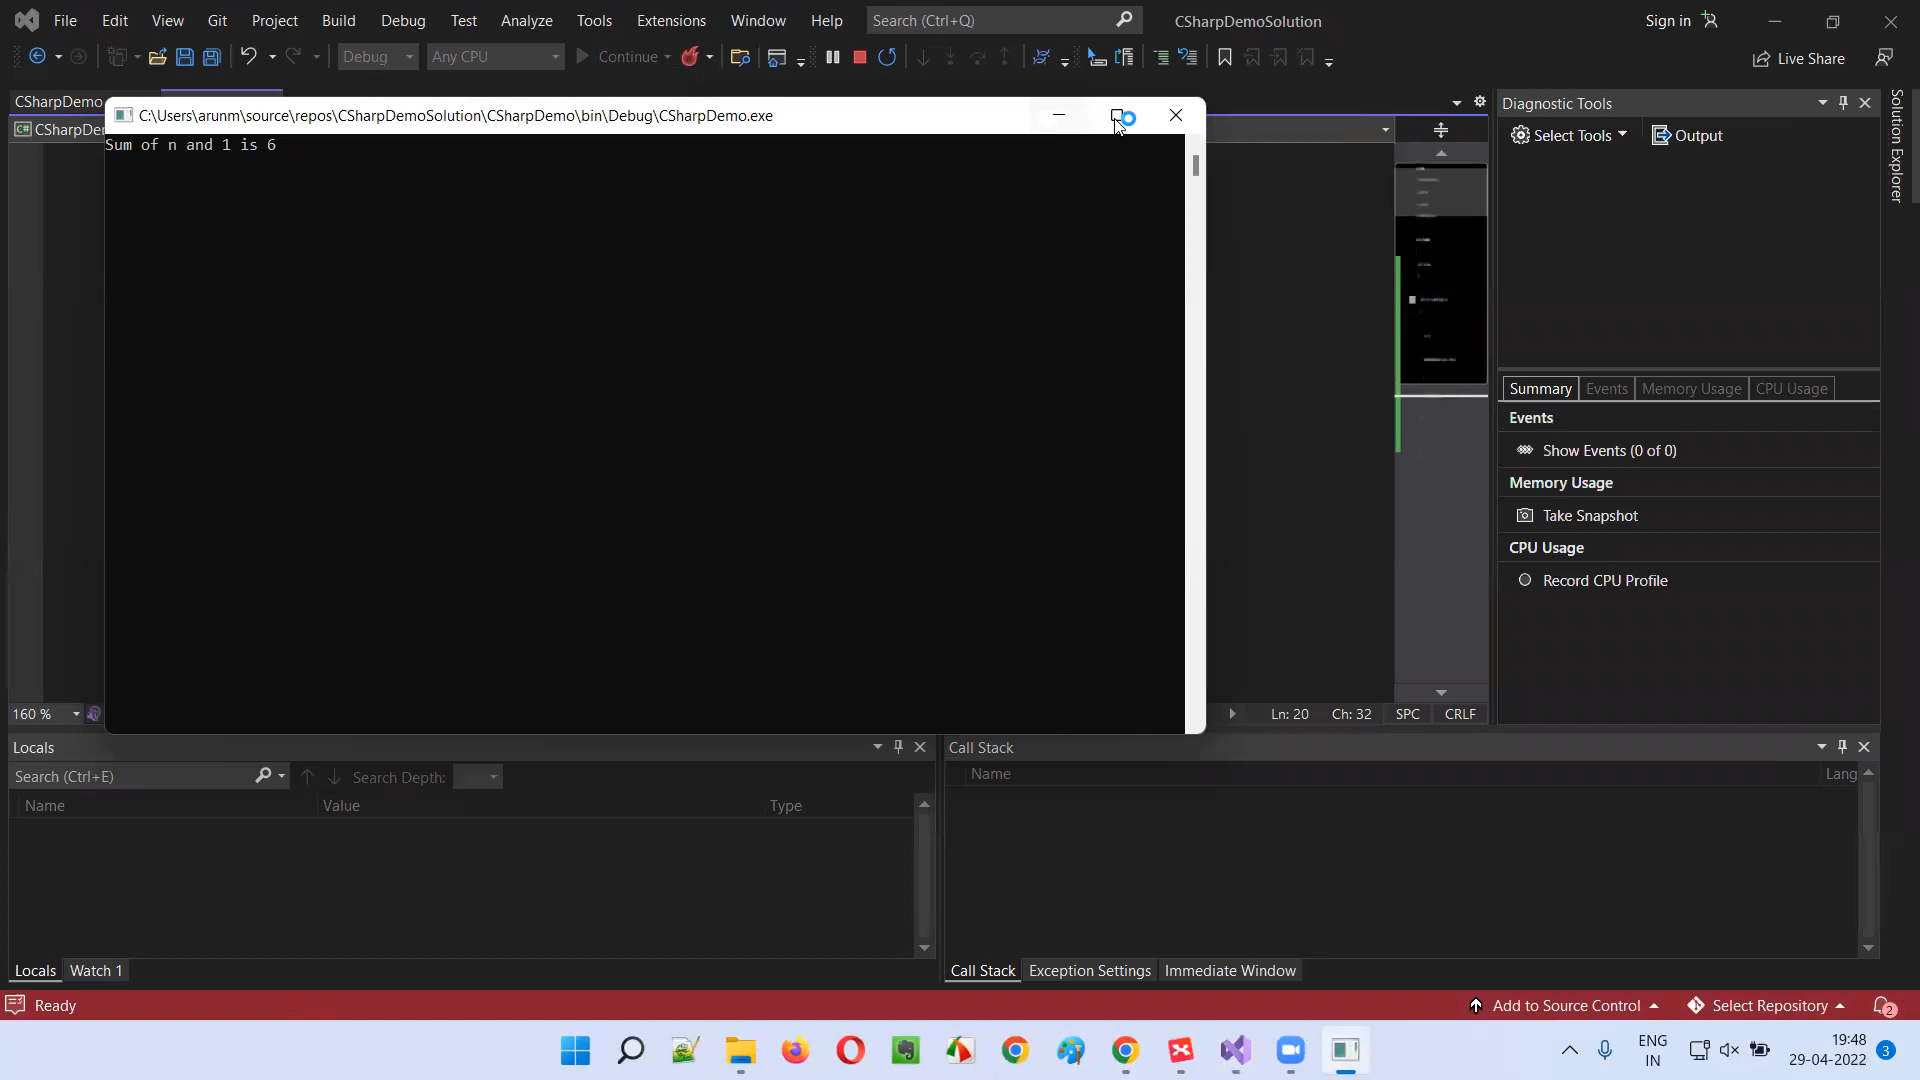 File Edit View Git Project Build Debug Test Analyze Tools Extensions Window Help Search (Ctrl+Q) CSharpDemoSolution Sign in
Debug Any CPU Continue Live Share
CSharpDemo
C:\Users\arunm\source\repos\CSharpDemoSolution\CSharpDemo\bin\Debug\CSharpDemo.exe
C# CSharpDem
Sum of n and 1 is 6
Diagnostic Tools
Select Tools Output
Summary Events Memory Usage CPU Usage
Events
Show Events (0 of 0)
Memory Usage
Take Snapshot
CPU Usage
Record CPU Profile
Solution Explorer
160 % Ln: 20 Ch: 32 SPC CRLF
Locals
Search (Ctrl+E) Search Depth:
Name Value Type
Locals Watch 1
Call Stack
Name Lang
Call Stack Exception Settings Immediate Window
Ready Add to Source Control Select Repository 2
ENG
IN
19:48
29-04-2022
3